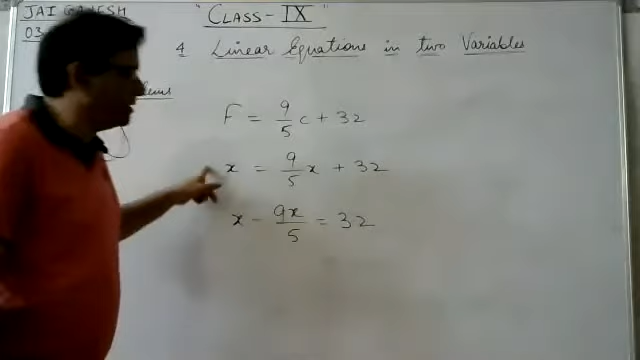 JAI GANESH "CLASS-IX"
03
4 Linear Equations in two Variables
F = 9/5 c + 32
x = 9/5 x + 32
x - 9x/5 = 32